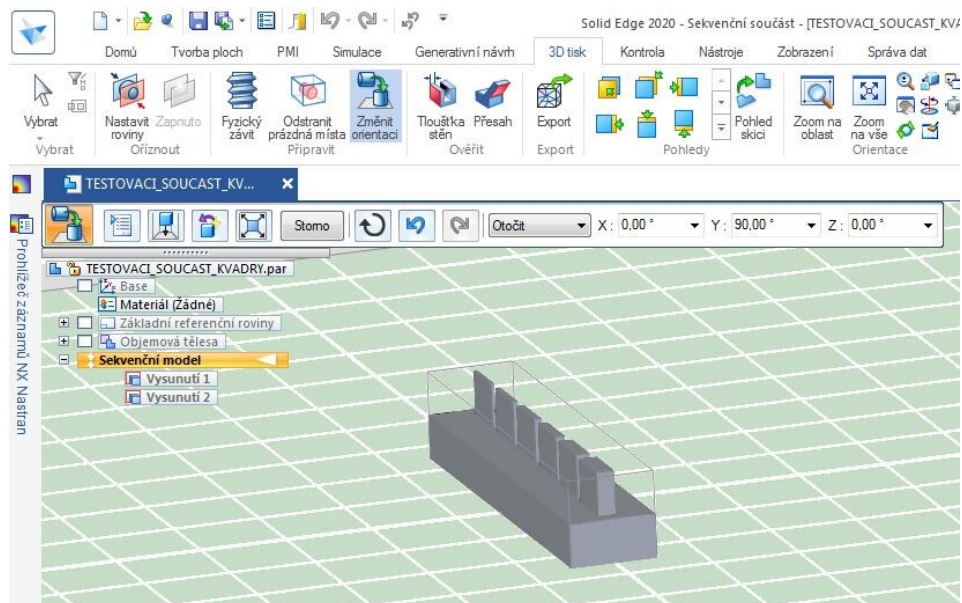 Solid Edge 2020 - Sekvenční součást - [TESTOVACI_SOUCAST_KVA
Domů Tvorba ploch PMI Simulace Generativní návrh 3D tisk Kontrola Nástroje Zobrazení Správa dat
Vybrat
Nastavit roviny
Zapnuto
Fyzický závit
Odstranit prázdná místa
Změnit orientaci
Tloušťka stěn
Přesah
Export
Pohled skici
Zoom na oblast
Zoom na vše
Vybrat Oříznout Připravit Ověřit Export Pohledy Orientace
TESTOVACI_SOUCAST_KV...
Storno Otočit X: 0,00 ° Y: 90,00 ° Z: 0,00 °
Prohlížeč záznamů NX Nastran
TESTOVACI_SOUCAST_KVADRY.par
Base
Materiál (Žádné)
Základní referenční roviny
Objemová tělesa
Sekvenční model
Vysunutí 1
Vysunutí 2